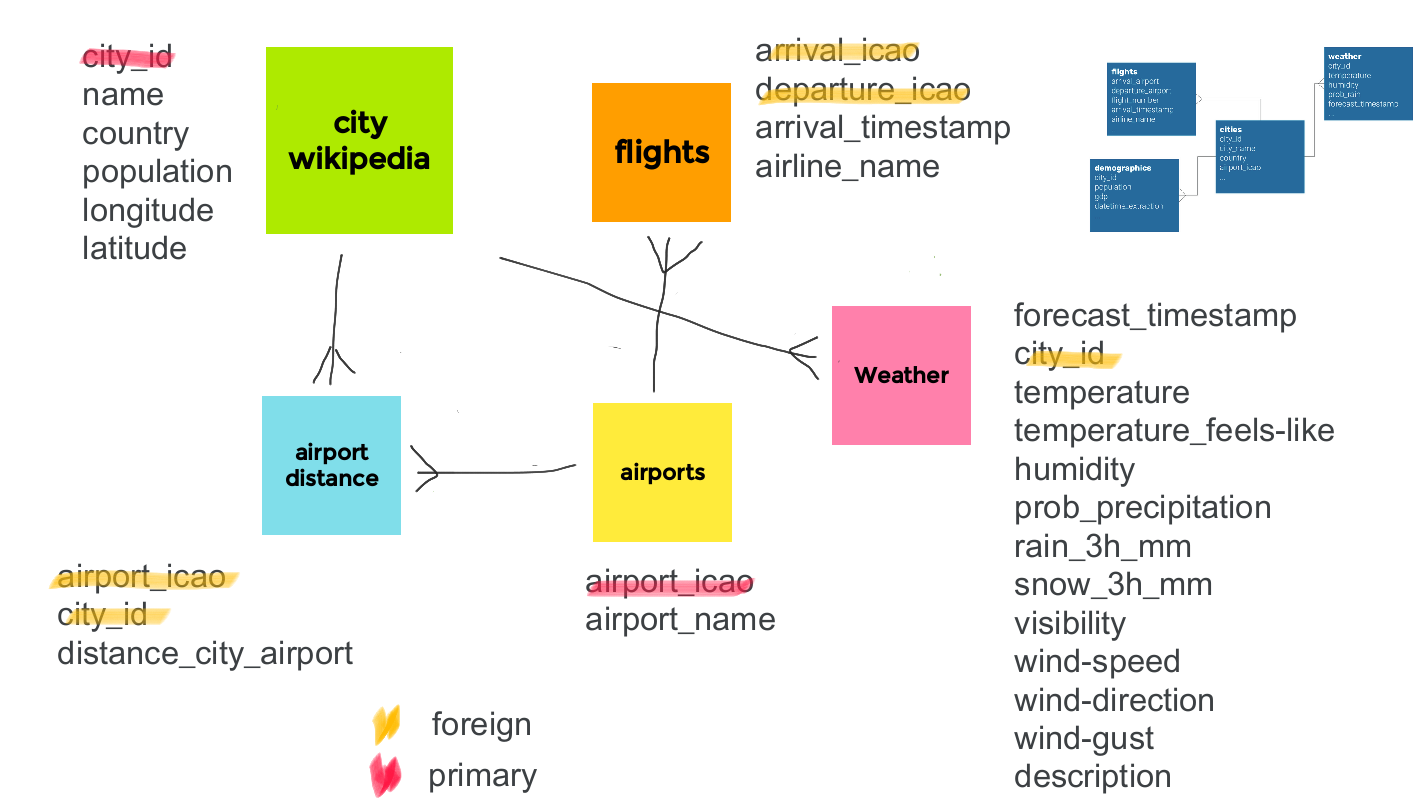 city_id
name
country
population
longitude
latitude
city
wikipedia
flights
arrival_icao
departure_icao
arrival_timestamp
airline_name
flights
arrival_airport
departure_airport
flight_number
arrival_timestamp
airline_name
weather
city_id
temperature
humidity
prob_rain
forecast_timestamp
...
cities
city_id
city_name
country
airport_icao
...
demographics
city_id
population
gdp
datetime_extraction
Weather
forecast_timestamp
city_id
temperature
temperature_feels-like
humidity
prob_precipitation
rain_3h_mm
snow_3h_mm
visibility
wind-speed
wind-direction
wind-gust
description
airport
distance
airports
airport_icao
city_id
distance_city_airport
airport_icao
airport_name
foreign
primary